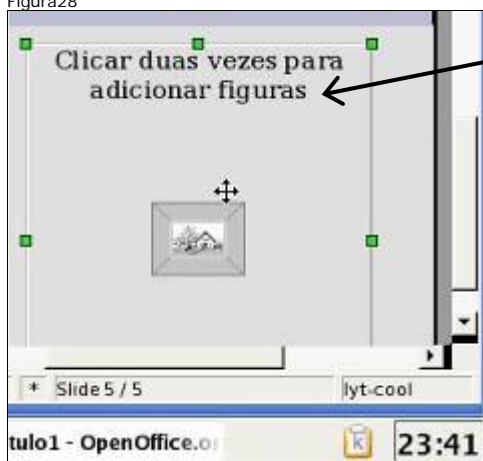 Figura28
Clicar duas vezes para
adicionar figuras
* Slide 5 / 5 lyt-cool
tulo1 - OpenOffice.o 23:41